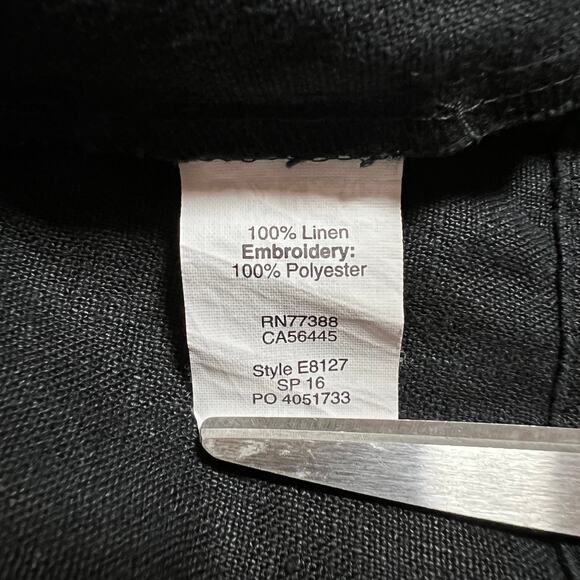 100% Linen
Embroidery:
100% Polyester
RN77388
CA56445
Style E8127
SP 16
PO 4051733